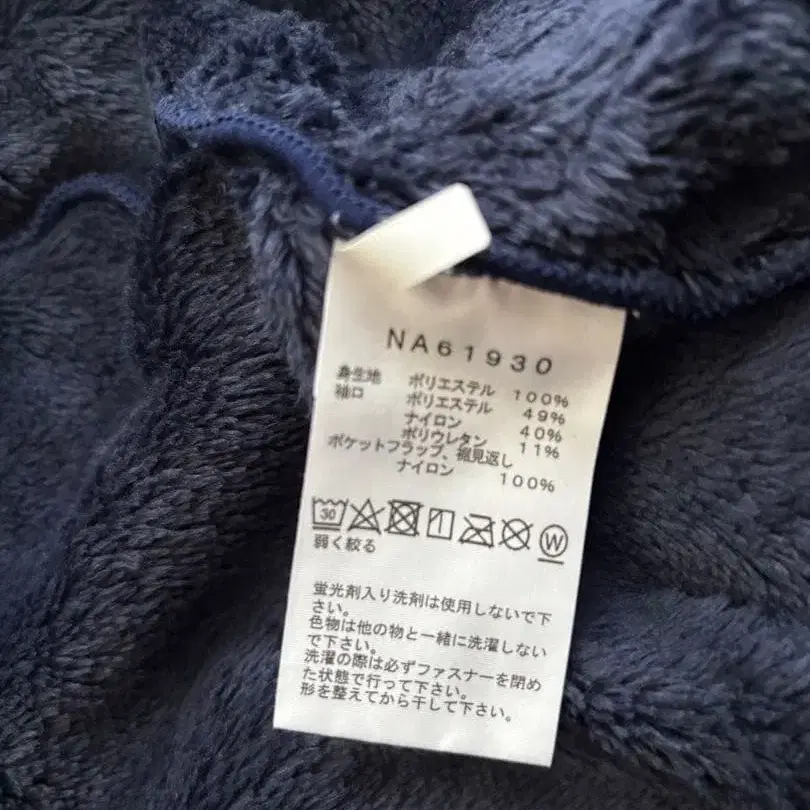 NA61930
身生地 ポリエステル 100%
袖口 ポリエステル 49%
ナイロン 40%
ポリウレタン 11%
ポケットフラップ、裾見返し
ナイロン 100%
30 W
弱く絞る
蛍光剤入り洗剤は使用しないで下
さい。
色物は他の物と一緒に洗濯しない
で下さい。
洗濯の際は必ずファスナーを閉め
た状態で行って下さい。
形を整えてから干して下さい。